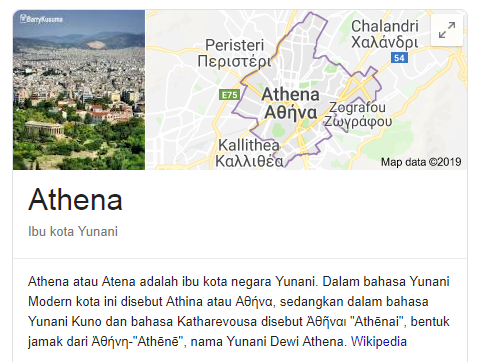 BarryKusuma
Chalandri
Χαλάνδρι
Peristeri
Περιστέρι
54
E75
Athena
Αθήνα
Zografou
Ζωγράφου
Kallithea
Καλλιθέα
Map data ©2019
Athena
Ibu kota Yunani
Athena atau Atena adalah ibu kota negara Yunani. Dalam bahasa Yunani
Modern kota ini disebut Athina atau Αθήνα, sedangkan dalam bahasa
Yunani Kuno dan bahasa Katharevousa disebut Ἀθῆναι "Athēnai", bentuk
jamak dari Ἀθήνη-"Athēnē", nama Yunani Dewi Athena. Wikipedia